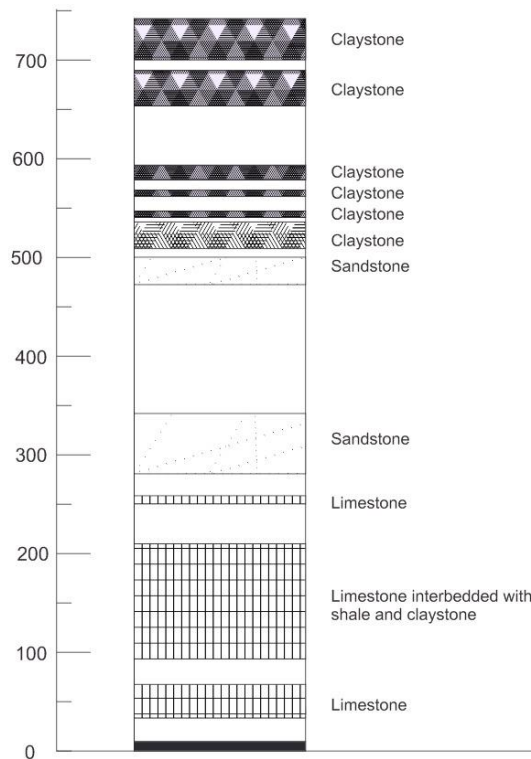 Claystone
700
Claystone
600
Claystone
Claystone
Claystone
Claystone
500
Sandstone
400
Sandstone
300
Limestone
200
Limestone interbedded with
shale and claystone
100
Limestone
0